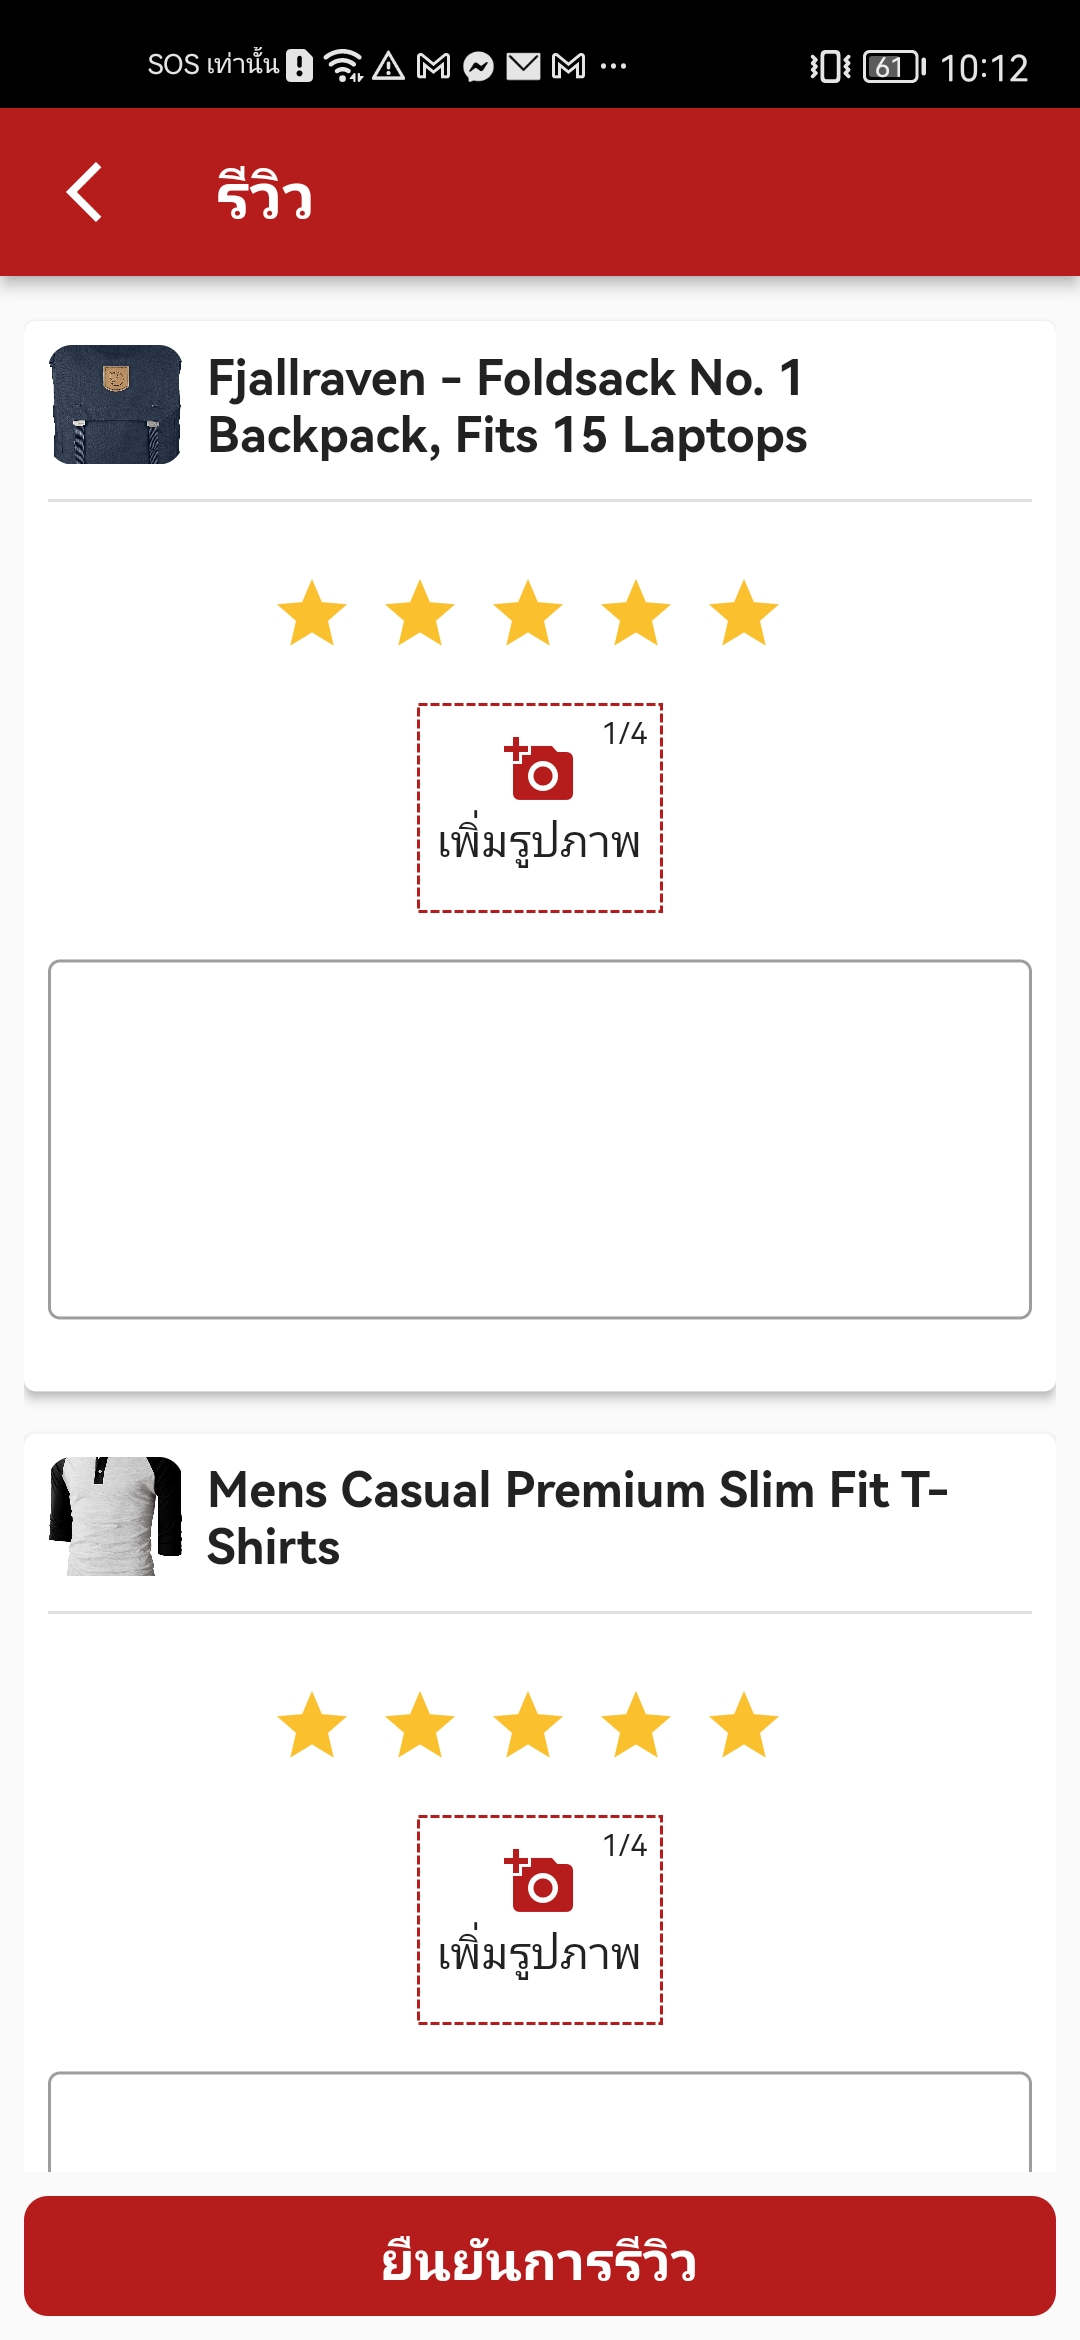 SOS เท่านั้น
61
10:12
รีวิว
Fjallraven - Foldsack No. 1
Backpack, Fits 15 Laptops
1/4
เพิ่มรูปภาพ
Mens Casual Premium Slim Fit T-
Shirts
1/4
เพิ่มรูปภาพ
ยืนยันการรีวิว